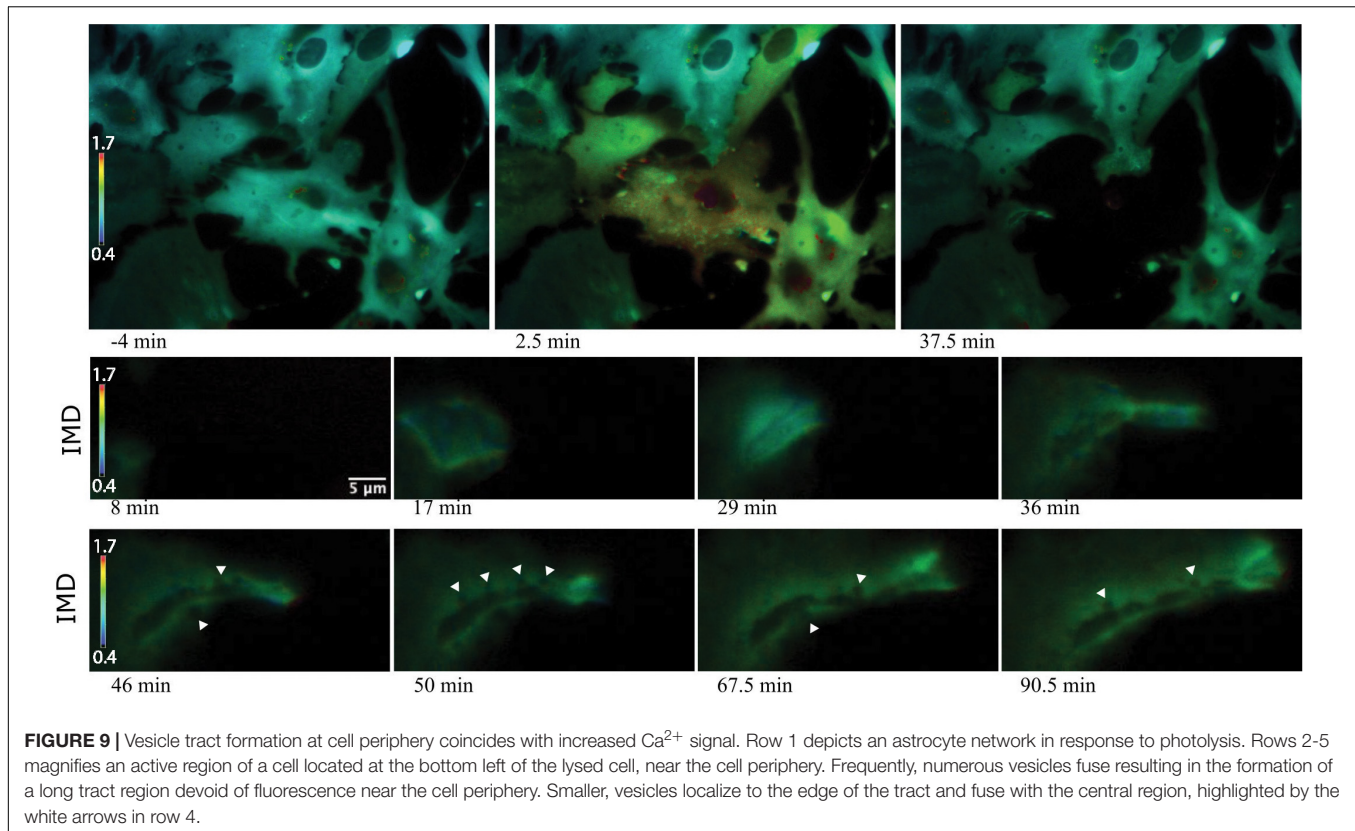 1.7
0.4
-4 min
2.5 min
37.5 min
IMD
1.7
0.4
5 μm
8 min
17 min
29 min
36 min
IMD
1.7
0.4
46 min
50 min
67.5 min
90.5 min
FIGURE 9 | Vesicle tract formation at cell periphery coincides with increased Ca²⁺ signal. Row 1 depicts an astrocyte network in response to photolysis. Rows 2-5
magnifies an active region of a cell located at the bottom left of the lysed cell, near the cell periphery. Frequently, numerous vesicles fuse resulting in the formation of
a long tract region devoid of fluorescence near the cell periphery. Smaller, vesicles localize to the edge of the tract and fuse with the central region, highlighted by the
white arrows in row 4.